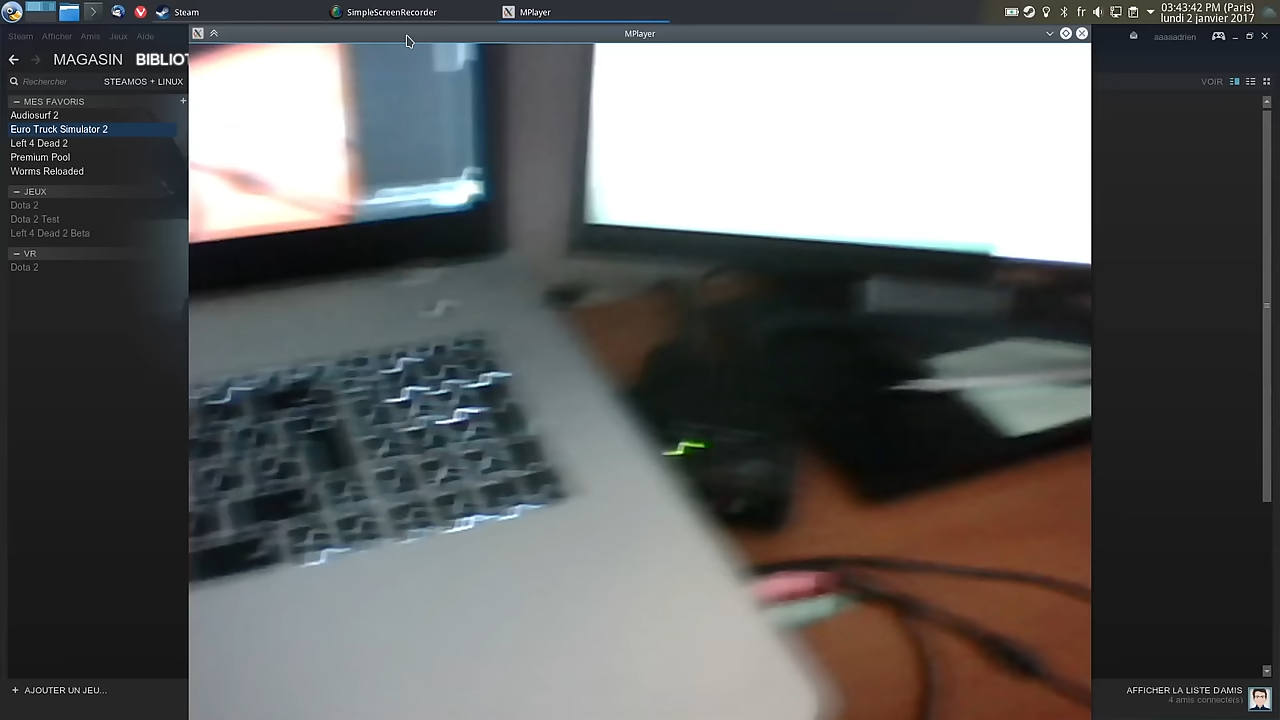 Steam
SimpleScreenRecorder
MPlayer
fr
03:43:42 PM (Paris)
lundi 2 janvier 2017
MPlayer
Steam Afficher Amis Jeux Aide
aaaaadrien
MAGASIN BIBLIOT
Rechercher STEAMOS + LINUX
VOIR
— MES FAVORIS +
Audiosurf 2
Euro Truck Simulator 2
Left 4 Dead 2
Premium Pool
Worms Reloaded
— JEUX
Dota 2
Dota 2 Test
Left 4 Dead 2 Beta
— VR
Dota 2
+ AJOUTER UN JEU...
AFFICHER LA LISTE D'AMIS
4 amis connecté(s)